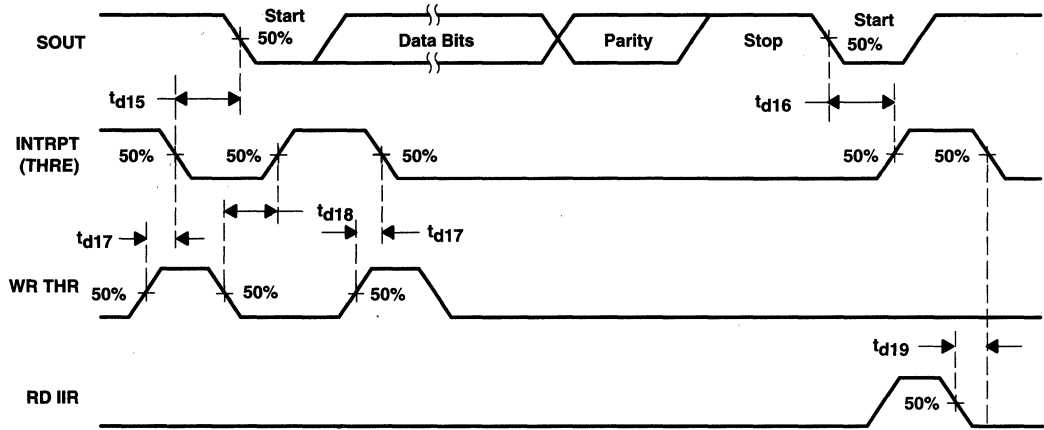 SOUT
Start
50%
Data Bits
Parity
Stop
Start
50%
td15
td16
INTRPT
(THRE)
50%
50%
50%
50%
50%
td17
td18
td17
WR THR
50%
50%
50%
td19
RD IIR
50%